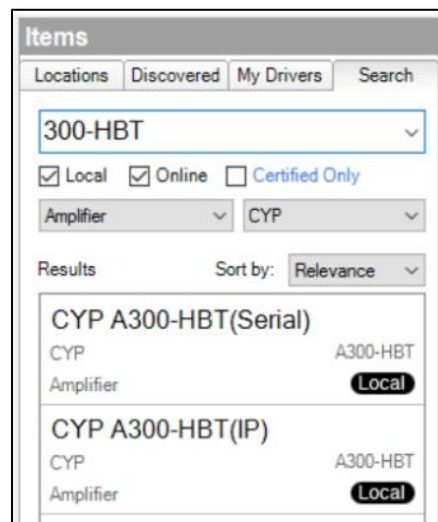 Items
Locations Discovered My Drivers Search
300-HBT
Local Online Certified Only
Amplifier CYP
Results Sort by: Relevance
CYP A300-HBT(Serial)
CYP A300-HBT
Amplifier Local
CYP A300-HBT(IP)
CYP A300-HBT
Amplifier Local